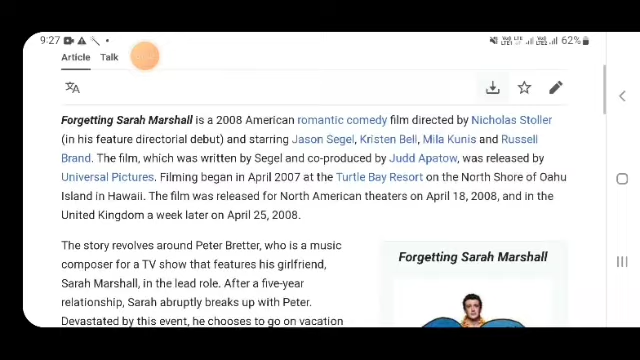 9:27 62%
Article Talk
Forgetting Sarah Marshall is a 2008 American romantic comedy film directed by Nicholas Stoller
(in his feature directorial debut) and starring Jason Segel, Kristen Bell, Mila Kunis and Russell
Brand. The film, which was written by Segel and co-produced by Judd Apatow, was released by
Universal Pictures. Filming began in April 2007 at the Turtle Bay Resort on the North Shore of Oahu
Island in Hawaii. The film was released for North American theaters on April 18, 2008, and in the
United Kingdom a week later on April 25, 2008.
The story revolves around Peter Bretter, who is a music
composer for a TV show that features his girlfriend,
Sarah Marshall, in the lead role. After a five-year
relationship, Sarah abruptly breaks up with Peter.
Devastated by this event, he chooses to go on vacation
Forgetting Sarah Marshall